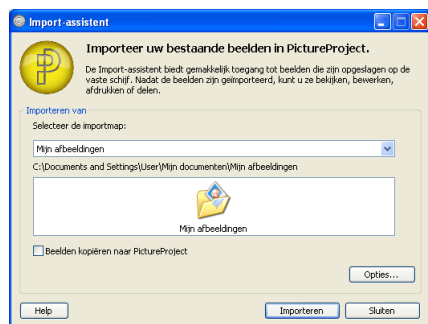 Import-assistent
Importeer uw bestaande beelden in PictureProject.
De Import-assistent biedt gemakkelijk toegang tot beelden die zijn opgeslagen op de
vaste schijf. Nadat de beelden zijn geïmporteerd, kunt u ze bekijken, bewerken,
afdrukken of delen.
Importeren van
Selecteer de importmap:
Mijn afbeeldingen
C:\Documents and Settings\User\Mijn documenten\Mijn afbeeldingen
Mijn afbeeldingen
Beelden kopiëren naar PictureProject
Opties...
Help
Importeren
Sluiten